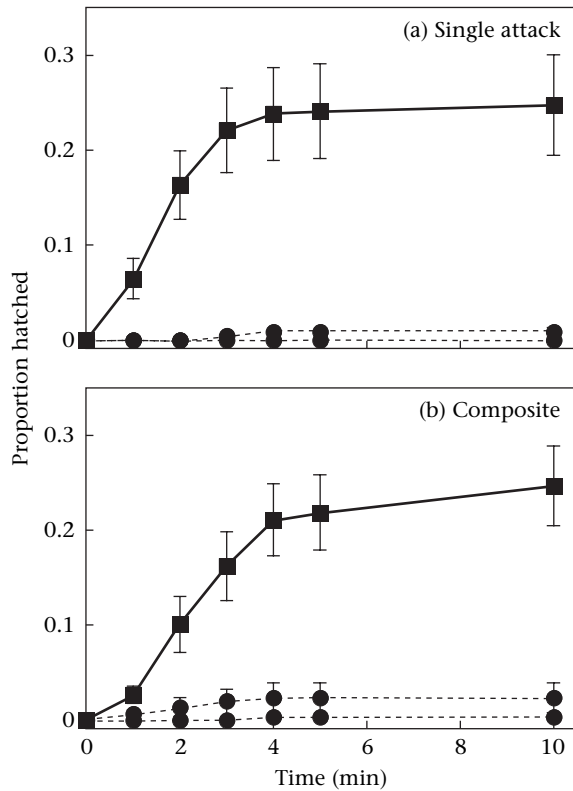 (a) Single attack
0.3
0.2
0.1
0
Proportion hatched
(b) Composite
0.3
0.2
0.1
0
0 2 4 6 8 10
Time (min)